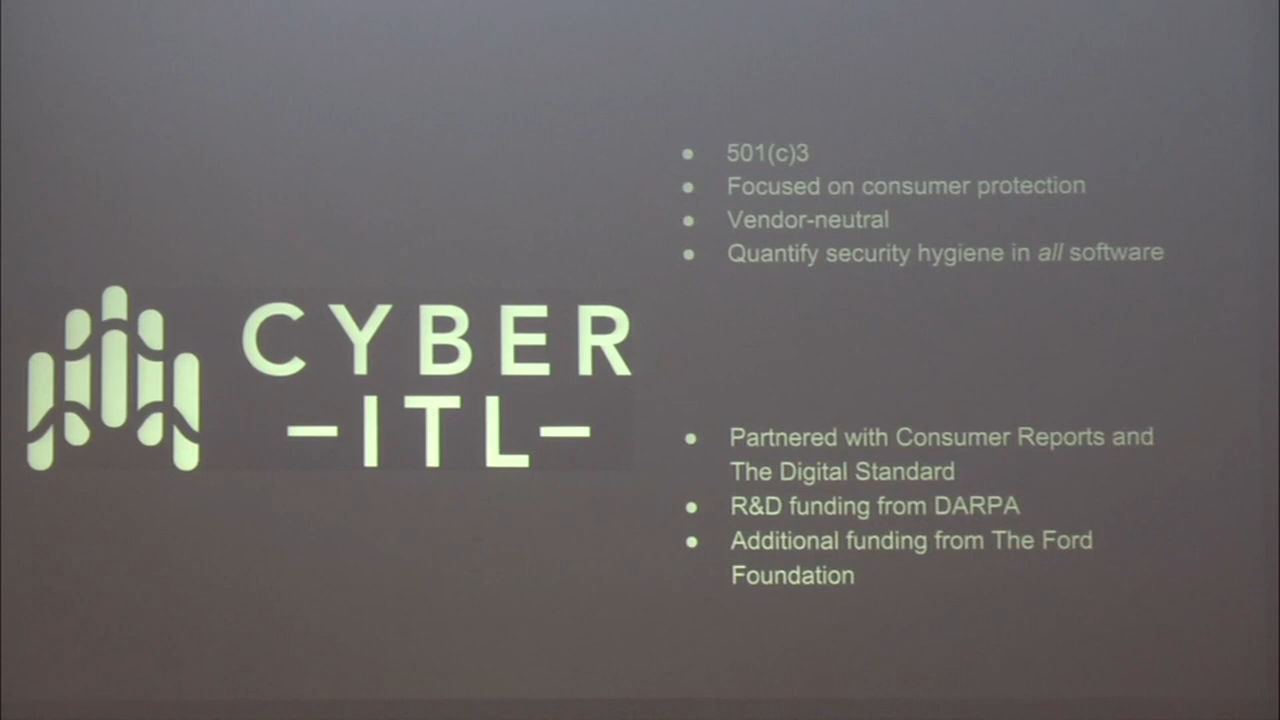 CYBER
-ITL-
● 501(c)3
● Focused on consumer protection
● Vendor-neutral
● Quantify security hygiene in all software
● Partnered with Consumer Reports and
The Digital Standard
● R&D funding from DARPA
● Additional funding from The Ford
Foundation